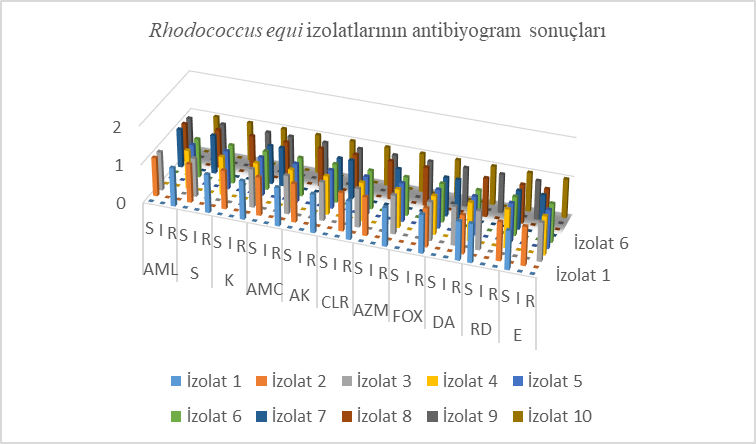 Rhodococcus equi izolatlarının antibiyogram sonuçları
2
1
0
S I R S I R S I R S I R S I R S I R S I R S I R S I R S I R S I R
AML S K AMC AK CLR AZM FOX DA RD E
İzolat 6
İzolat 1
İzolat 1 İzolat 2 İzolat 3 İzolat 4 İzolat 5
İzolat 6 İzolat 7 İzolat 8 İzolat 9 İzolat 10